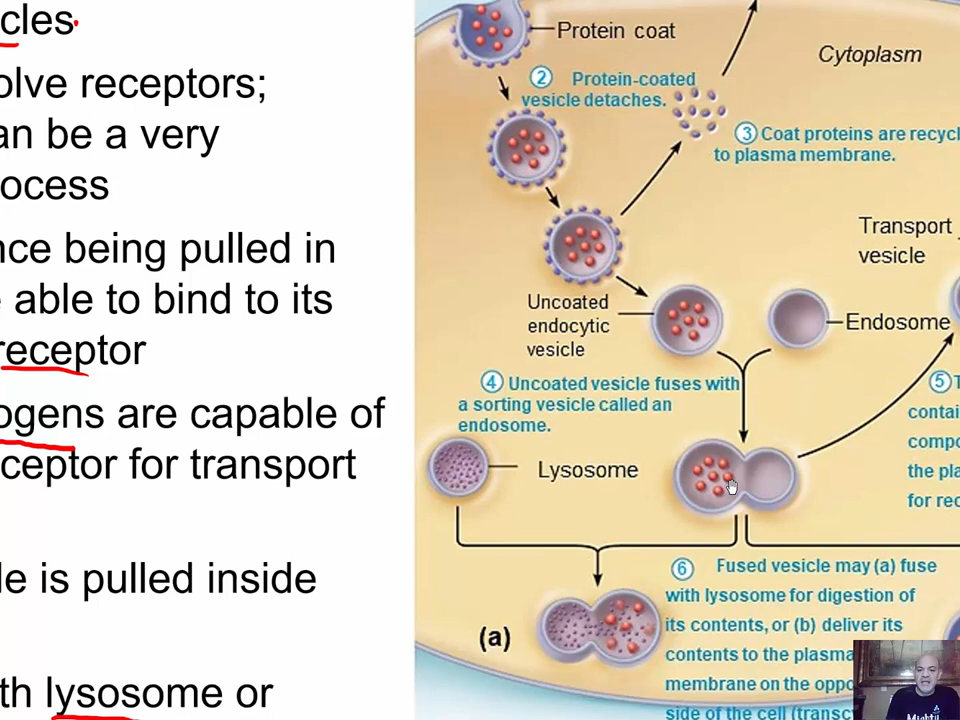 cles
olve receptors;
an be a very
ocess
nce being pulled in
able to bind to its
receptor
ogens are capable of
ceptor for transport
le is pulled inside
th lysosome or
Protein coat
Cytoplasm
2 Protein-coated
vesicle detaches.
3 Coat proteins are recyc
to plasma membrane.
Transport
vesicle
Uncoated
endocytic
vesicle
Endosome
4 Uncoated vesicle fuses with
a sorting vesicle called an
endosome.
5 T
contai
compo
the pla
for rec
Lysosome
6 Fused vesicle may (a) fuse
with lysosome for digestion of
its contents, or (b) deliver its
contents to the plasma
membrane on the oppo
side of the cell (transc
(a)
Mighty